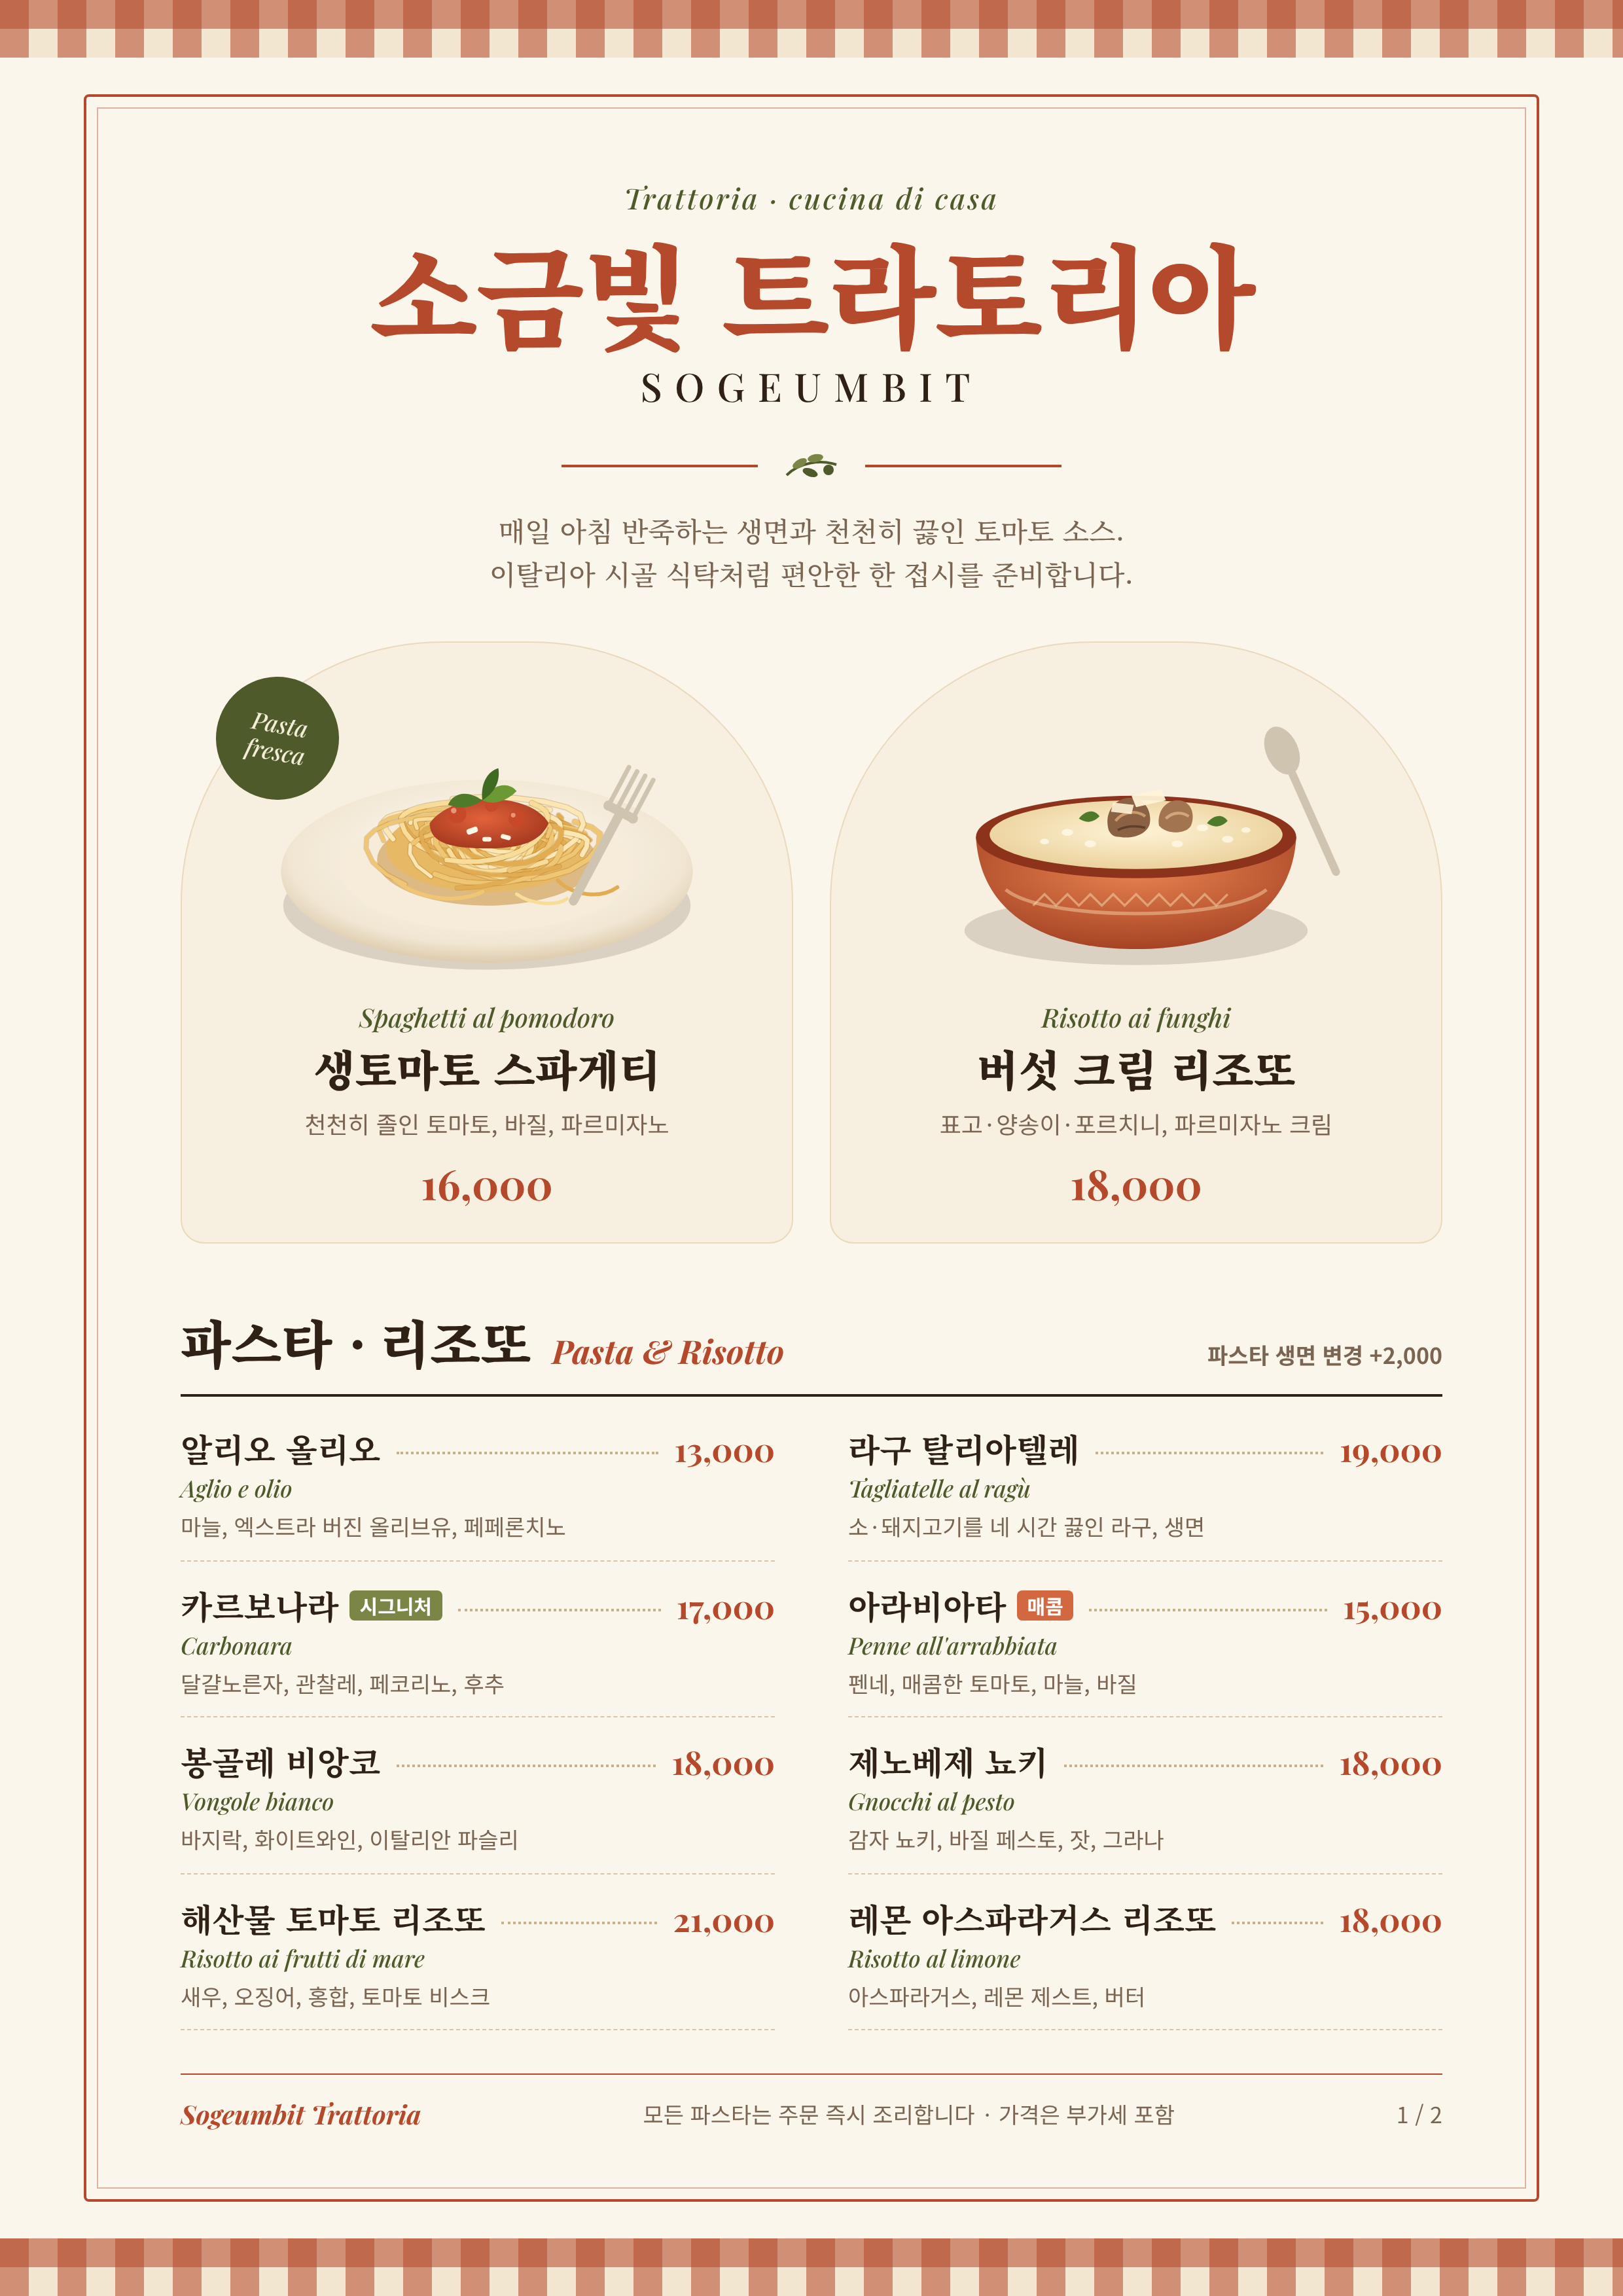 Trattoria · cucina di casa
소금빛 트라토리아
SOGEUMBIT
매일 아침 반죽하는 생면과 천천히 끓인 토마토 소스.
이탈리아 시골 식탁처럼 편안한 한 접시를 준비합니다.
Pasta
fresca
Spaghetti al pomodoro
생토마토 스파게티
천천히 졸인 토마토, 바질, 파르미자노
16,000
Risotto ai funghi
버섯 크림 리조또
표고·양송이·포르치니, 파르미자노 크림
18,000
파스타 · 리조또 Pasta & Risotto
파스타 생면 변경 +2,000
알리오 올리오 13,000
Aglio e olio
마늘, 엑스트라 버진 올리브유, 페페론치노
라구 탈리아텔레 19,000
Tagliatelle al ragù
소·돼지고기를 네 시간 끓인 라구, 생면
카르보나라 시그니처 17,000
Carbonara
달걀노른자, 관찰레, 페코리노, 후추
아라비아타 매콤 15,000
Penne all'arrabbiata
펜네, 매콤한 토마토, 마늘, 바질
봉골레 비앙코 18,000
Vongole bianco
바지락, 화이트와인, 이탈리안 파슬리
제노베제 뇨키 18,000
Gnocchi al pesto
감자 뇨키, 바질 페스토, 잣, 그라나
해산물 토마토 리조또 21,000
Risotto ai frutti di mare
새우, 오징어, 홍합, 토마토 비스크
레몬 아스파라거스 리조또 18,000
Risotto al limone
아스파라거스, 레몬 제스트, 버터
Sogeumbit Trattoria
모든 파스타는 주문 즉시 조리합니다 · 가격은 부가세 포함
1 / 2